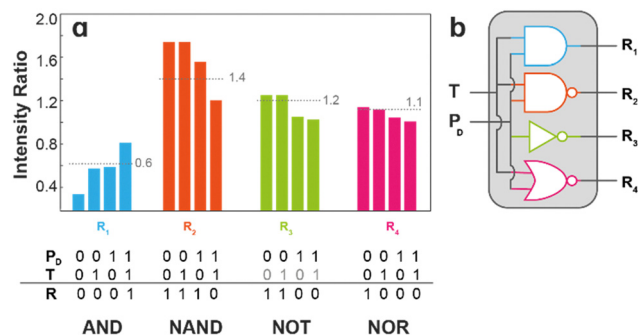 a
b
Intensity Ratio
2.0
1.6
1.2
0.8
0.4
0.6
1.4
1.2
1.1
R1 R2 R3 R4
PD 0 0 1 1 0 0 1 1 0 0 1 1 0 0 1 1
T 0 1 0 1 0 1 0 1 0 1 0 1 0 1 0 1
R 0 0 0 1 1 1 1 0 1 1 0 0 1 0 0 0
AND NAND NOT NOR
T
PD
R1
R2
R3
R4